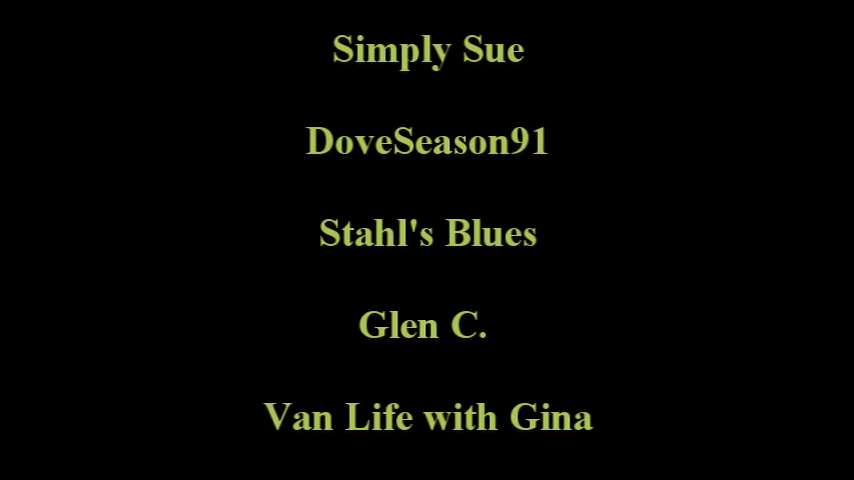 Simply Sue
DoveSeason91
Stahl's Blues
Glen C.
Van Life with Gina